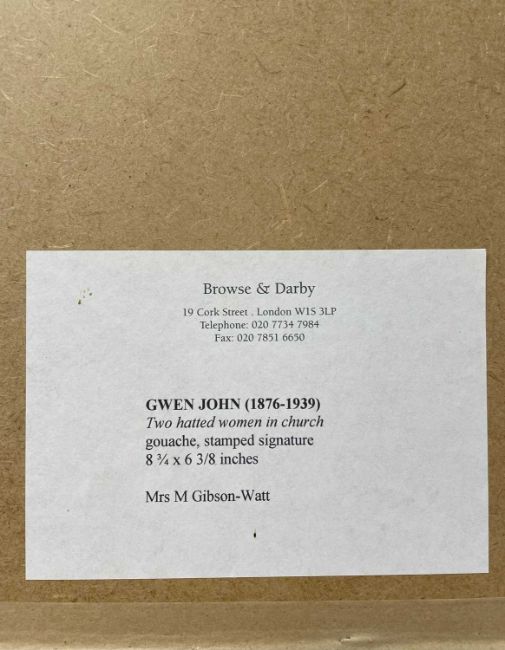 Browse & Darby
19 Cork Street . London W1S 3LP
Telephone: 020 7734 7984
Fax: 020 7851 6650
GWEN JOHN (1876-1939)
Two hatted women in church
gouache, stamped signature
8 ¾ x 6 3/8 inches
Mrs M Gibson-Watt